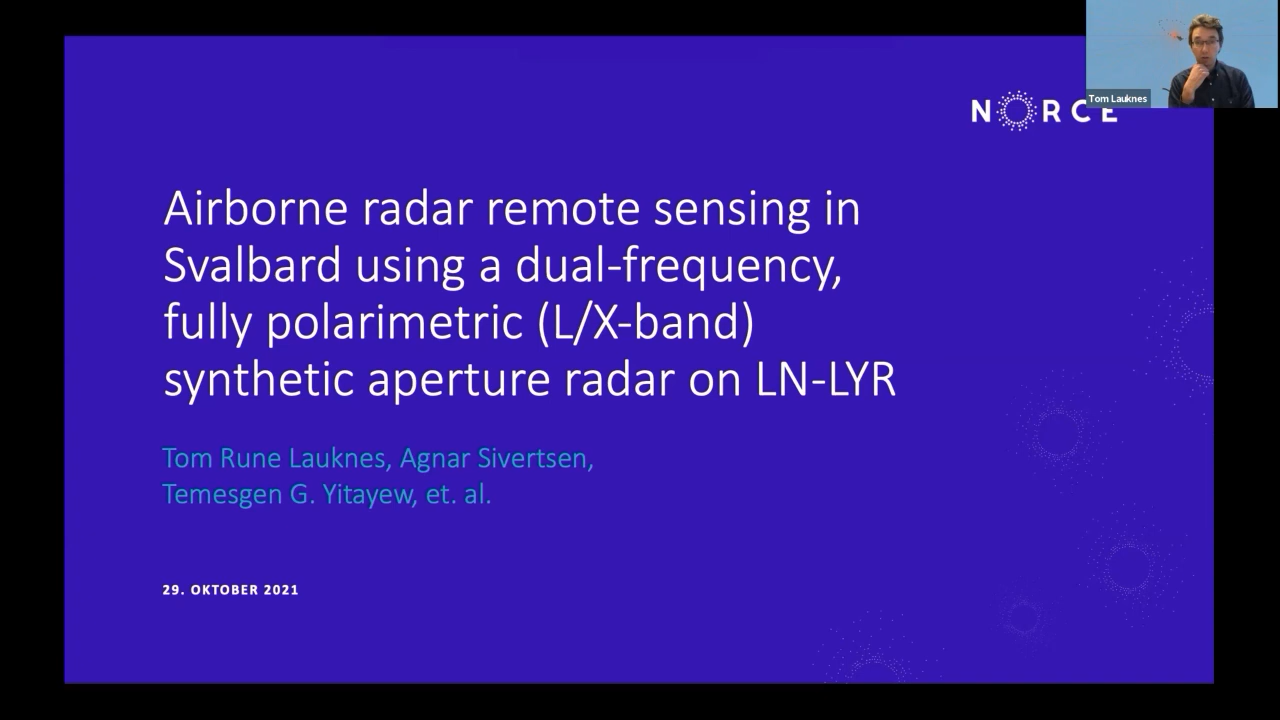 Tom Lauknes
NORCE
Airborne radar remote sensing in
Svalbard using a dual-frequency,
fully polarimetric (L/X-band)
synthetic aperture radar on LN-LYR
Tom Rune Lauknes, Agnar Sivertsen,
Temesgen G. Yitayew, et. al.
29. OKTOBER 2021